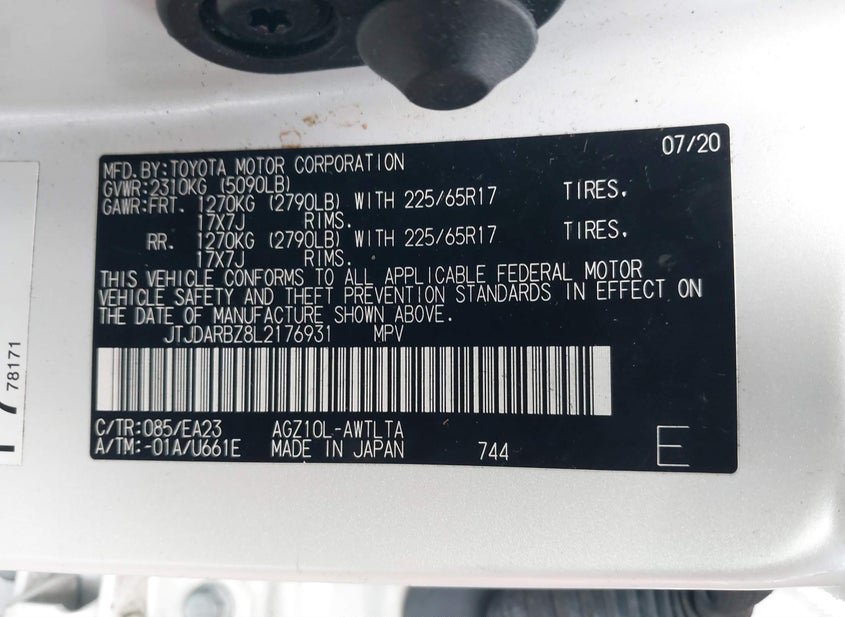 07/20
MFD.BY:TOYOTA MOTOR CORPORATION
GVWR:2310KG (5090LB)
GAWR:FRT. 1270KG (2790LB) WITH 225/65R17 TIRES.
17X7J RIMS.
RR. 1270KG (2790LB) WITH 225/65R17 TIRES.
17X7J RIMS.
THIS VEHICLE CONFORMS TO ALL APPLICABLE FEDERAL MOTOR
VEHICLE SAFETY AND THEFT PREVENTION STANDARDS IN EFFECT ON
THE DATE OF MANUFACTURE SHOWN ABOVE.
JTJDARBZ8L2176931 MPV
C/TR:085/EA23 AGZ10L-AWTLTA
A/TM:-01A/U661E MADE IN JAPAN 744 E
78171